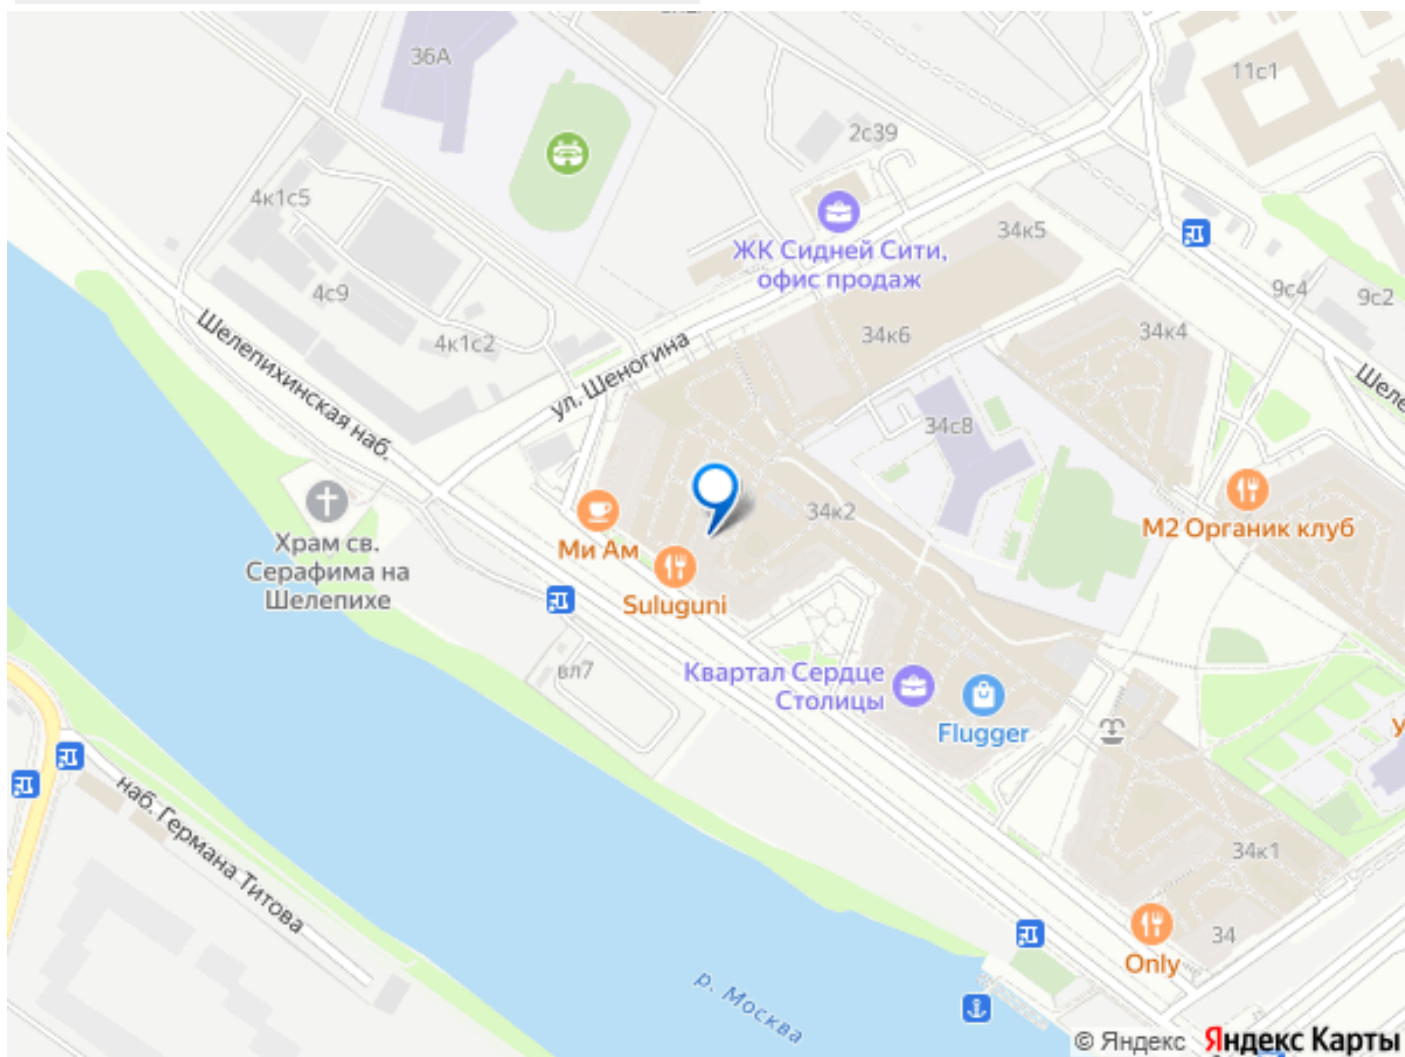 36А
11с1
2с39
4к1с5
34к5
ЖК Сидней Сити,
офис продаж
4с9
9с4
9с2
Шелепихинская наб.
4к1с2
ул. Шеногина
34к6
34к4
Шеле
34с8
Храм св.
Серафима на
Шелепихе
Ми Ам
34к2
М2 Органик клуб
Suluguni
вл7
Квартал Сердце
Столицы
Flugger
У
наб. Германа Титова
34к1
34
Only
р. Москва
© Яндекс Яндекс Карты